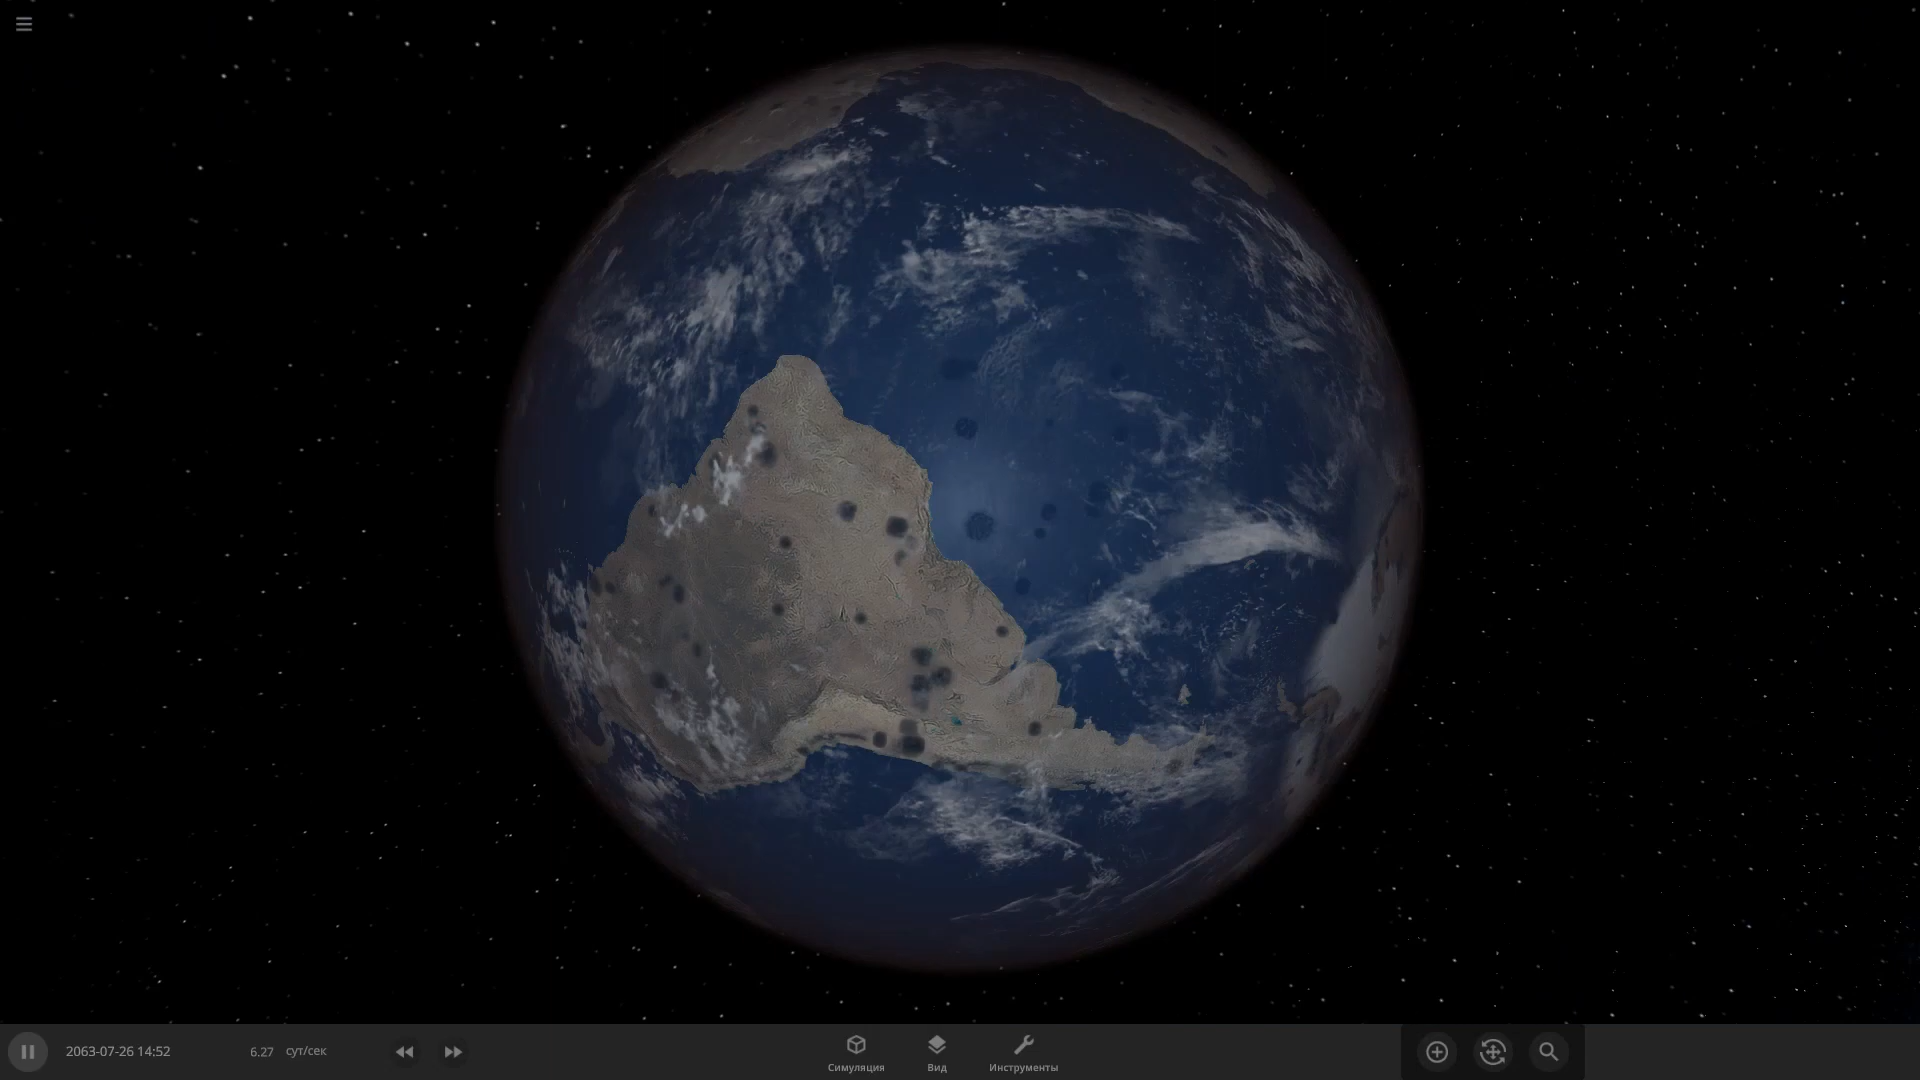 2063-07-26 14:52
6.27 сут/сек
Симуляция
Вид
Инструменты